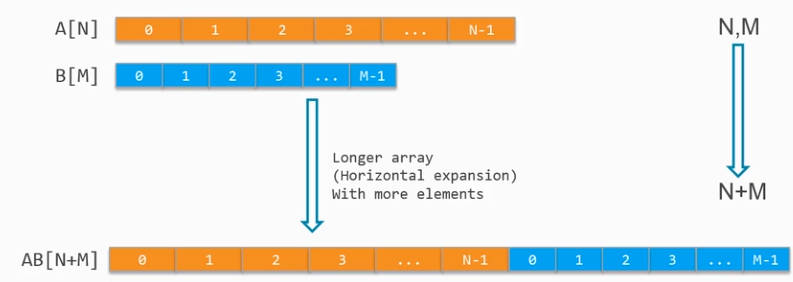 A[N] 0 1 2 3 ... N-1 N,M
B[M] 0 1 2 3 ... M-1
Longer array
(Horizontal expansion)
With more elements
N+M
AB[N+M] 0 1 2 3 ... N-1 0 1 2 3 ... M-1